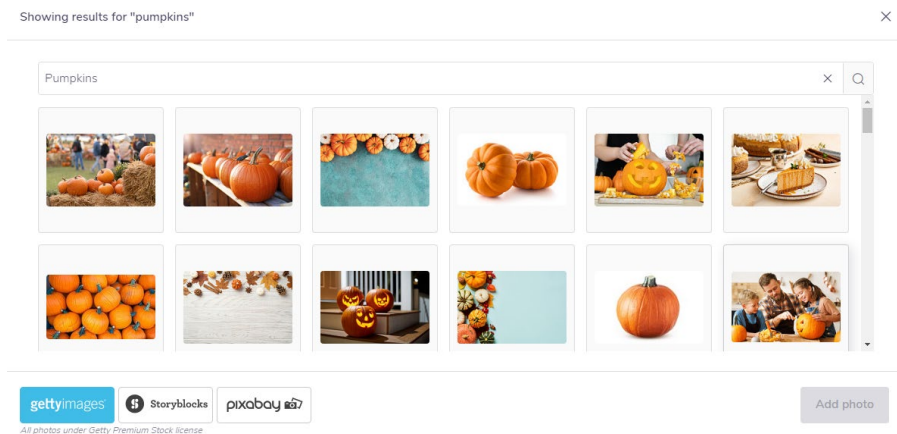 Showing results for "pumpkins"
Pumpkins
gettyimages
Storyblocks
pixabay
Add photo
All photos under Getty Premium Stock license